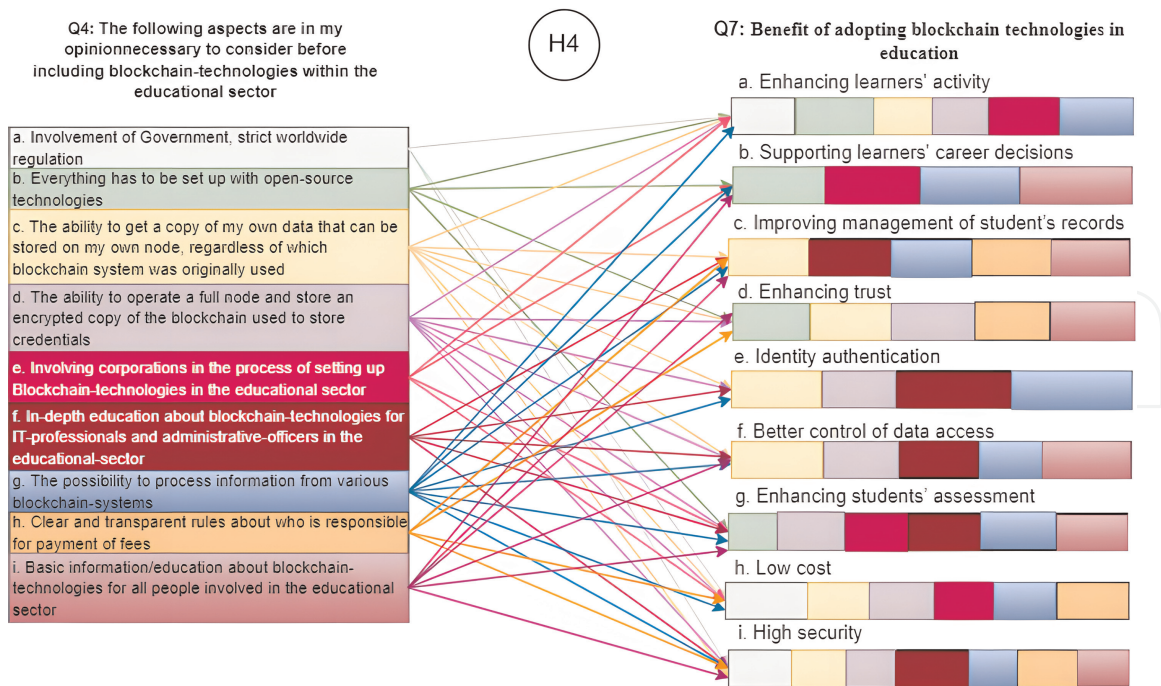 Q4: The following aspects are in my
opinionnecessary to consider before
including blockchain-technologies within the
educational sector
a. Involvement of Government, strict worldwide
regulation
b. Everything has to be set up with open-source
technologies
c. The ability to get a copy of my own data that can be
stored on my own node, regardless of which
blockchain system was originally used
d. The ability to operate a full node and store an
encrypted copy of the blockchain used to store
credentials
e. Involving corporations in the process of setting up
Blockchain-technologies in the educational sector
f. In-depth education about blockchain-technologies for
IT-professionals and administrative-officers in the
educational-sector
g. The possibility to process information from various
blockchain-systems
h. Clear and transparent rules about who is responsible
for payment of fees
i. Basic information/education about blockchain-
technologies for all people involved in the educational
sector
H4
Q7: Benefit of adopting blockchain technologies in
education
a. Enhancing learners' activity
b. Supporting learners' career decisions
c. Improving management of student's records
d. Enhancing trust
e. Identity authentication
f. Better control of data access
g. Enhancing students' assessment
h. Low cost
i. High security